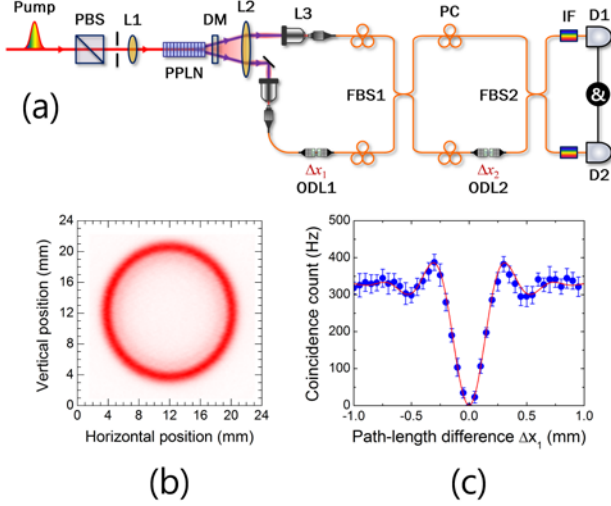 Pump
PBS
L1
PPLN
DM
L2
L3
FBS1
PC
FBS2
IF
D1
&
D2
Δx₁
ODL1
Δx₂
ODL2
(a)
Vertical position (mm)
24
20
16
12
8
4
0
0 4 8 12 16 20 24
Horizontal position (mm)
(b)
Coincidence count (Hz)
500
400
300
200
100
0
-1.0 -0.5 0.0 0.5 1.0
Path-length difference Δx₁ (mm)
(c)